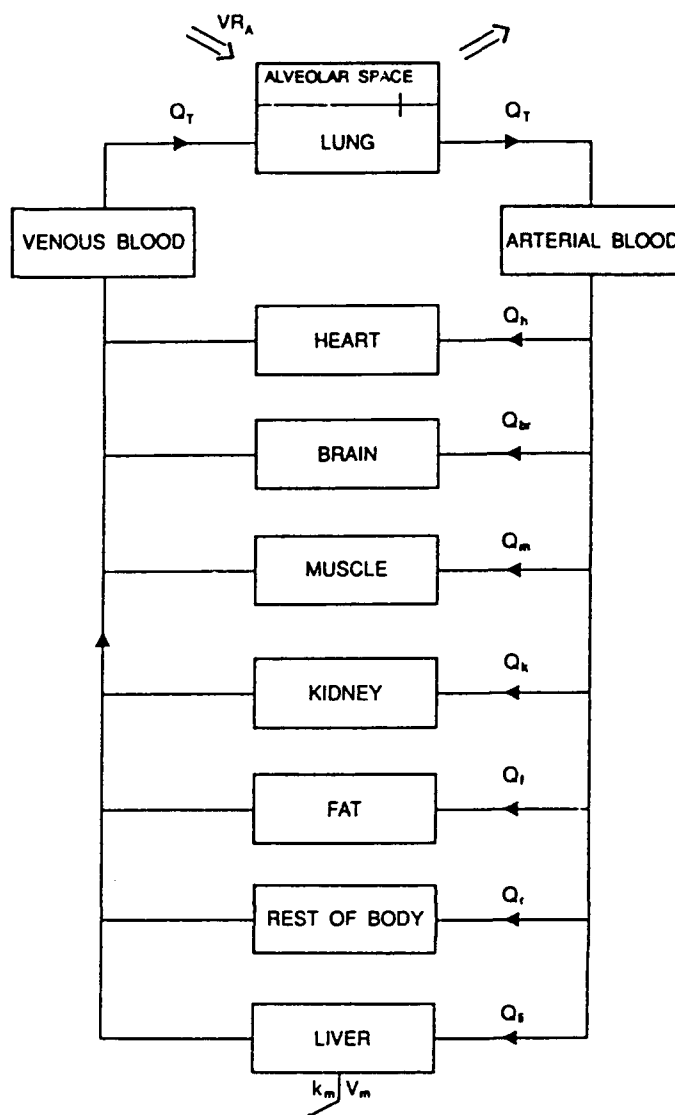 VR_A
ALVEOLAR SPACE
Q_T
Q_T
LUNG
VENOUS BLOOD
ARTERIAL BLOOD
Q_h
HEART
Q_br
BRAIN
Q_m
MUSCLE
Q_k
KIDNEY
Q_f
FAT
Q_r
REST OF BODY
LIVER
k_m V_m